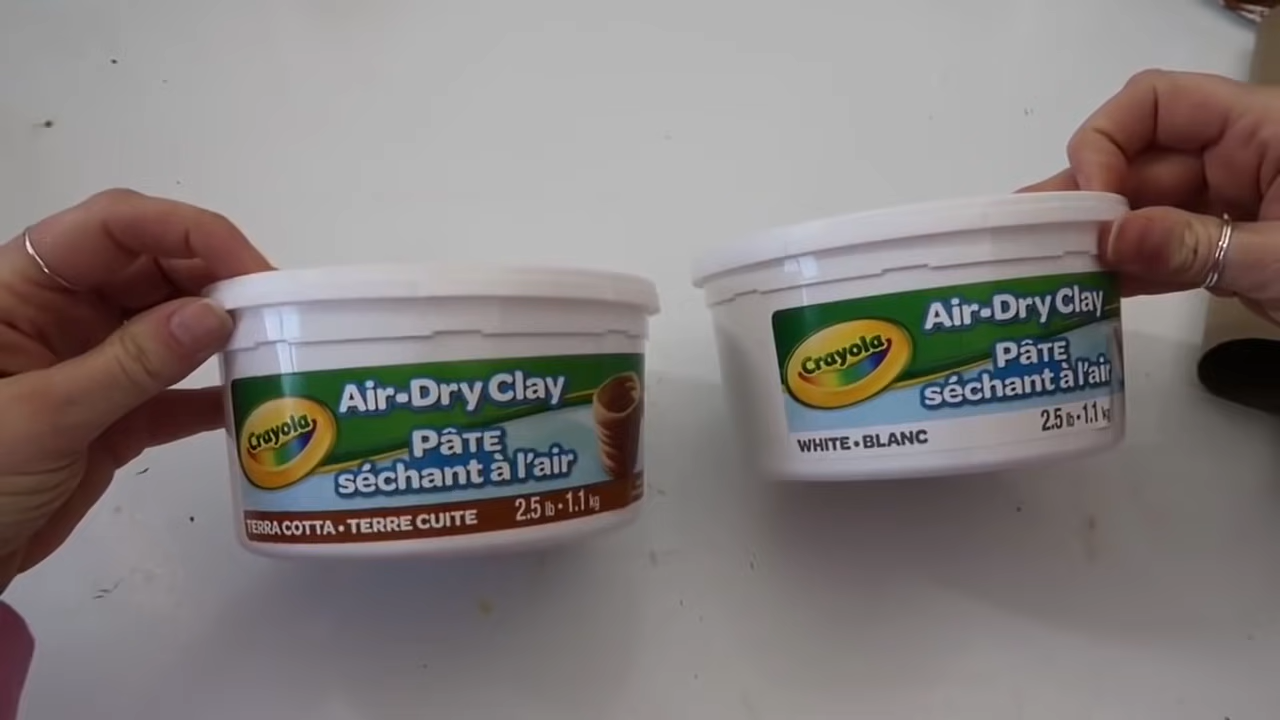 Crayola
Air-Dry Clay
Pâte
séchant à l'air
TERRA COTTA • TERRE CUITE
2.5 lb • 1.1 kg
Crayola
Air-Dry Clay
Pâte
séchant à l'air
2.5 lb • 1.1 kg
WHITE • BLANC